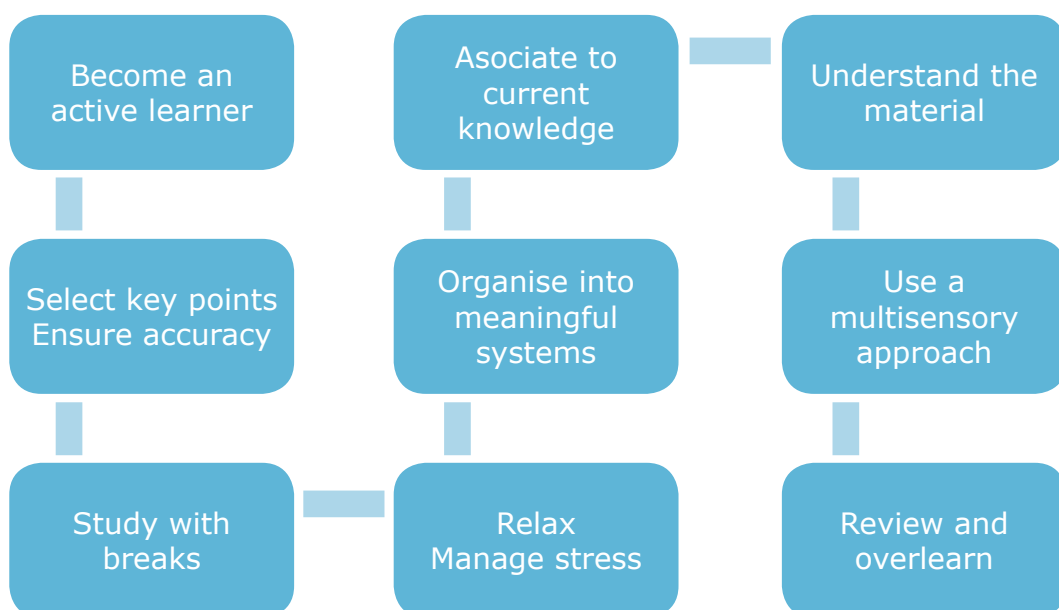 Become an
active learner
Select key points
Ensure accuracy
Study with
breaks
Relax
Manage stress
Organise into
meaningful
systems
Asociate to
current
knowledge
Understand the
material
Use a
multisensory
approach
Review and
overlearn